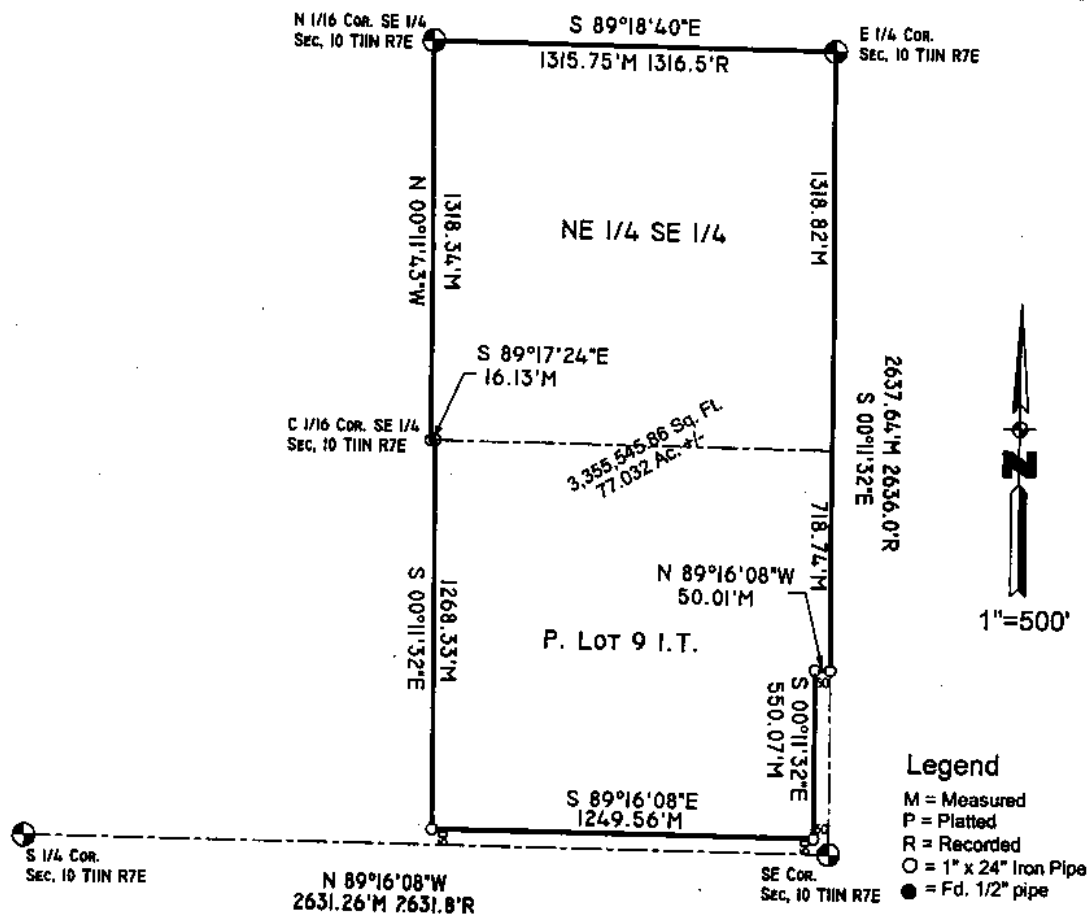 N 1/16 COR. SE 1/4
SEC, 10 T11N R7E
S 89°18'40"E
1315.75'M 1316.5'R
E 1/4 COR.
SEC, 10 T11N R7E
1318.34'M
N 00°11'43"W
NE 1/4 SE 1/4
1318.82'M
S 89°17'24"E
16.13'M
C 1/16 COR. SE 1/4
SEC, 10 T11N R7E
3,355,545.86 Sq. Ft.
77.032 Ac. +/-
2637.64'M 2636.0'R
S 00°11'32"E
N
1"=500'
718.74'M
N 89°16'08"W
50.01'M
1268.33'M
S 00°11'32"E
P. LOT 9 I.T.
50
S 00°11'32"E
550.07'M
S 89°16'08"E
1249.56'M
50
50
50
S 1/4 COR.
SEC, 10 T11N R7E
N 89°16'08"W
2631.26'M 2631.8'R
SE COR.
SEC, 10 T11N R7E
Legend
M = Measured
P = Platted
R = Recorded
O = 1" x 24" Iron Pipe
● = Fd. 1/2" pipe